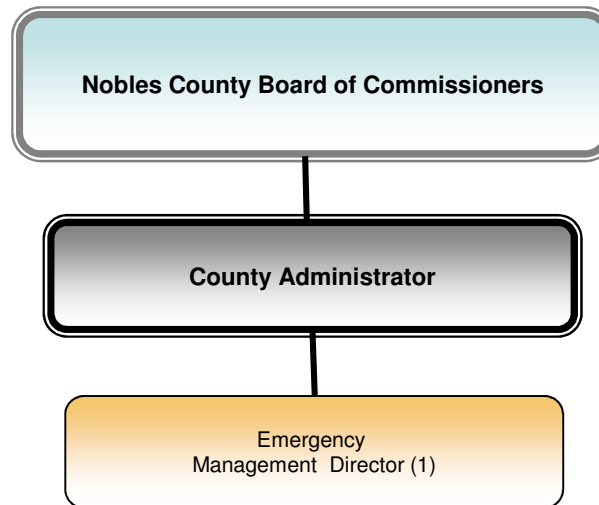 Nobles County Board of Commissioners
County Administrator
Emergency
Management Director (1)